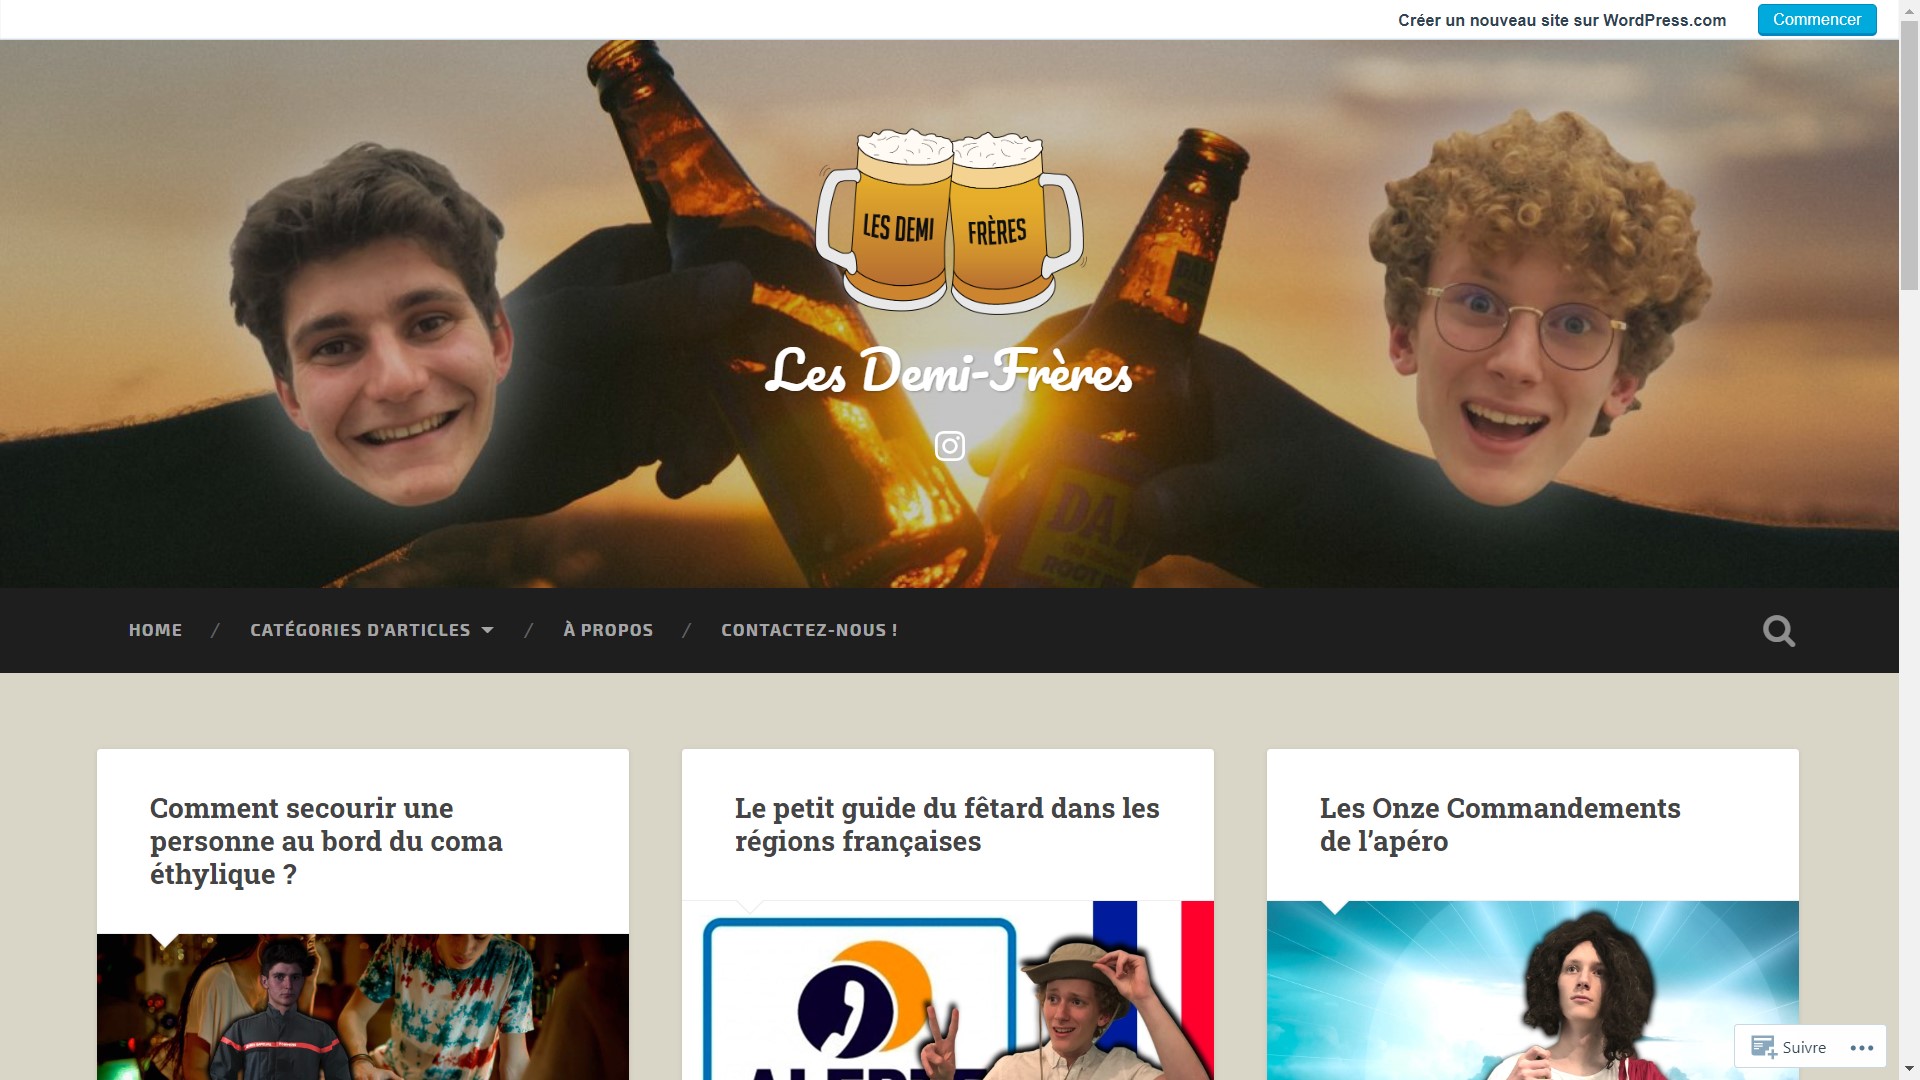 Créer un nouveau site sur WordPress.com
Commencer
LES DEMI
FRÈRES
Les Demi-Frères
DA
ROOT
HOME / CATÉGORIES D'ARTICLES / À PROPOS / CONTACTEZ-NOUS !
Comment secourir une
personne au bord du coma
éthylique ?
Le petit guide du fêtard dans les
régions françaises
Les Onze Commandements
de l'apéro
Suivre